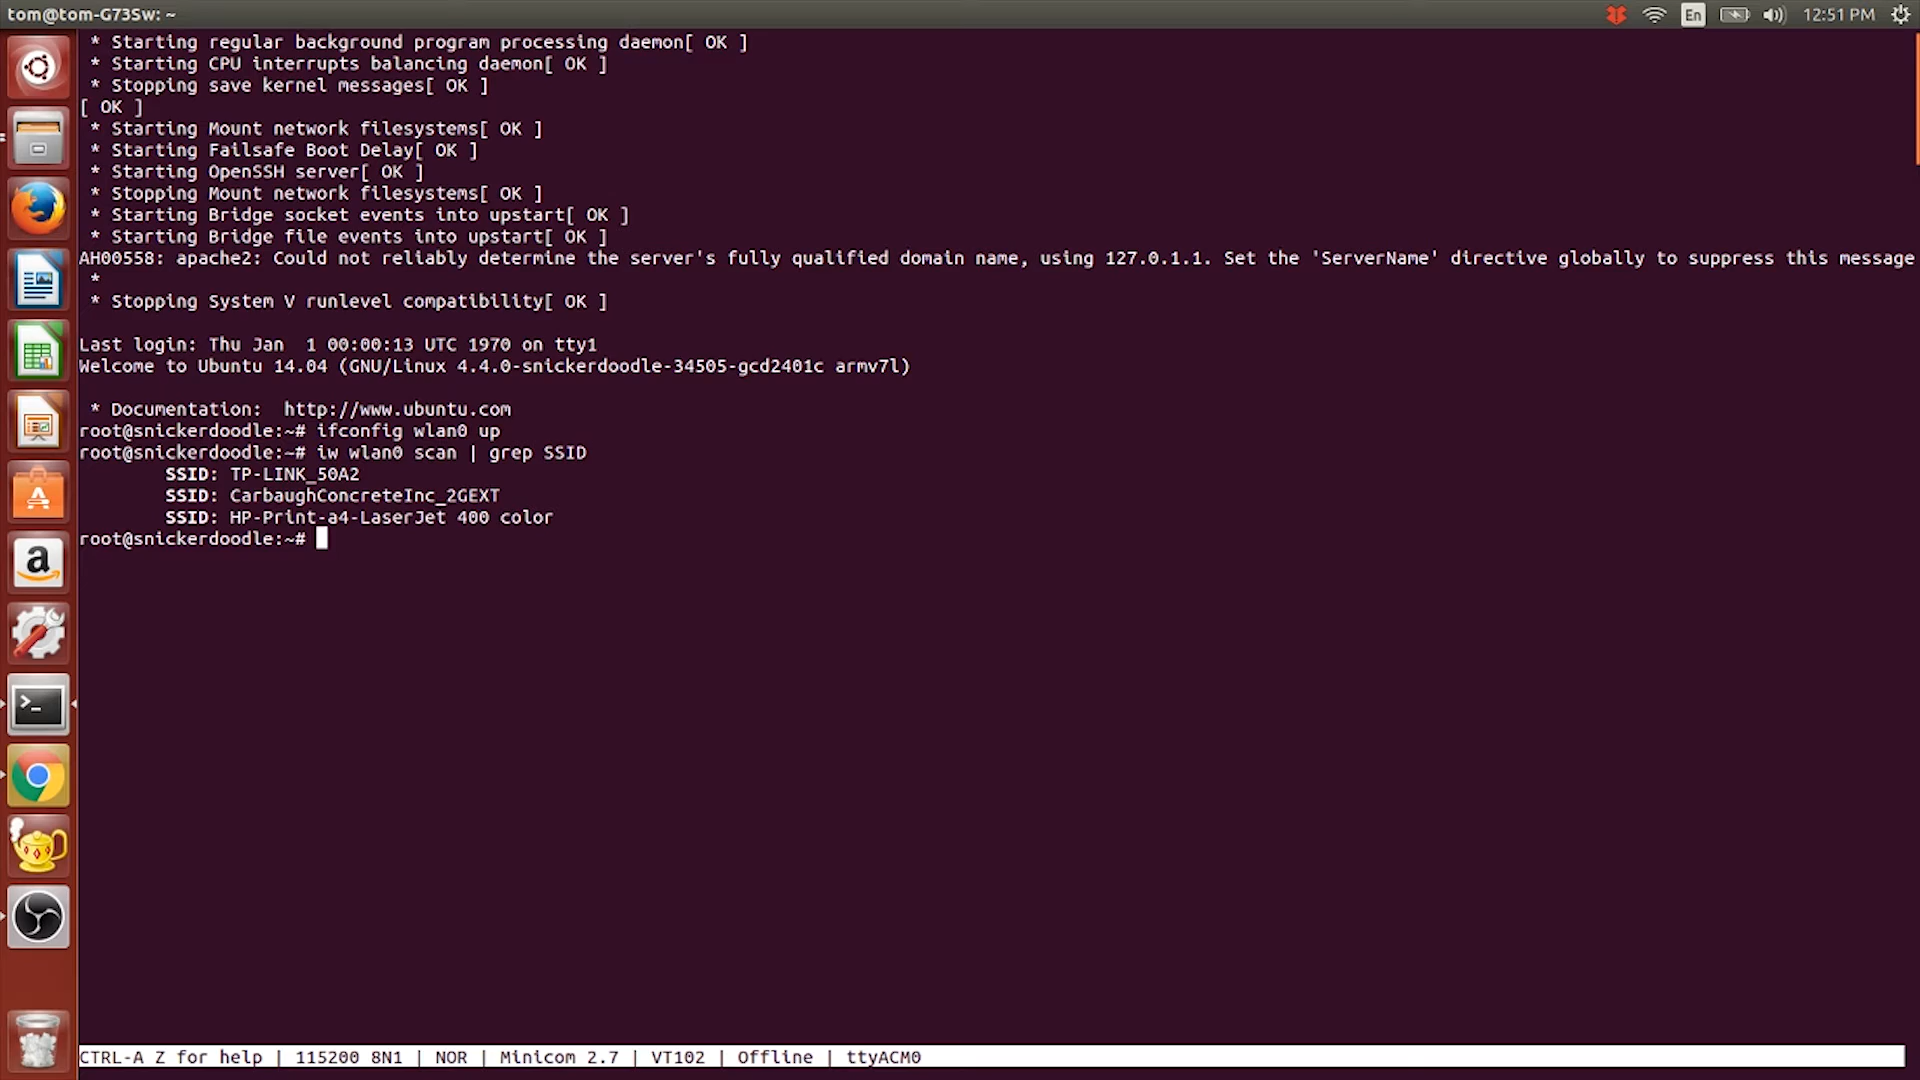 tom@tom-G73Sw: ~
En
12:51 PM
* Starting regular background program processing daemon[ OK ]
* Starting CPU interrupts balancing daemon[ OK ]
* Stopping save kernel messages[ OK ]
[ OK ]
* Starting Mount network filesystems[ OK ]
* Starting Failsafe Boot Delay[ OK ]
* Starting OpenSSH server[ OK ]
* Stopping Mount network filesystems[ OK ]
* Starting Bridge socket events into upstart[ OK ]
* Starting Bridge file events into upstart[ OK ]
AH00558: apache2: Could not reliably determine the server's fully qualified domain name, using 127.0.1.1. Set the 'ServerName' directive globally to suppress this message
*
* Stopping System V runlevel compatibility[ OK ]
Last login: Thu Jan  1 00:00:13 UTC 1970 on tty1
Welcome to Ubuntu 14.04 (GNU/Linux 4.4.0-snickerdoodle-34505-gcd2401c armv7l)
* Documentation:  http://www.ubuntu.com
root@snickerdoodle:~# ifconfig wlan0 up
root@snickerdoodle:~# iw wlan0 scan | grep SSID
SSID: TP-LINK_50A2
SSID: CarbaughConcreteInc_2GEXT
SSID: HP-Print-a4-LaserJet 400 color
root@snickerdoodle:~#
CTRL-A Z for help | 115200 8N1 | NOR | Minicom 2.7 | VT102 | Offline | ttyACM0